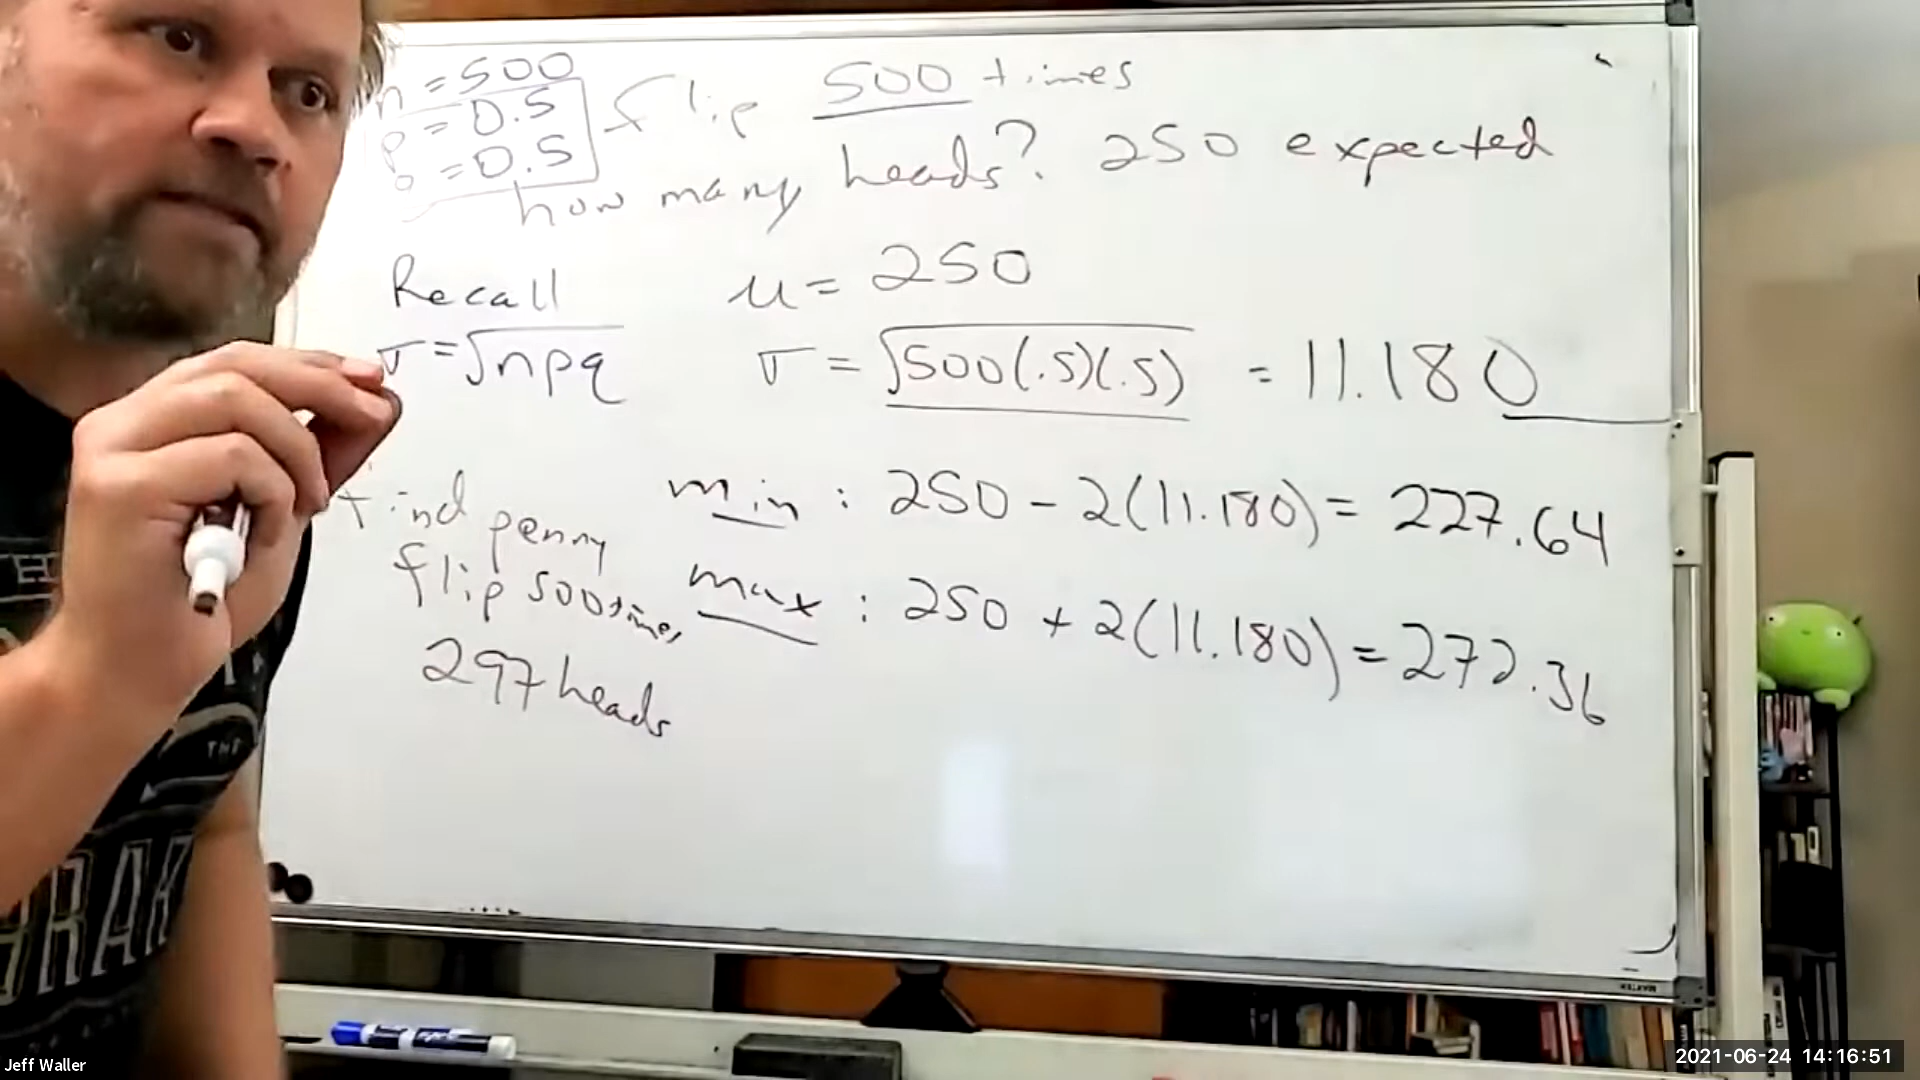 n = 500
p = 0.5
= 0.5
flip 500 times
how many heads? 250 expected
Recall
σ = √npq
μ = 250
σ = √500(.5)(.5) = 11.180
find penny
flip 500 times
297 heads
min : 250 - 2(11.180) = 227.64
max : 250 + 2(11.180) = 272.36
THE
Jeff Waller
2021-06-24 14:16:51